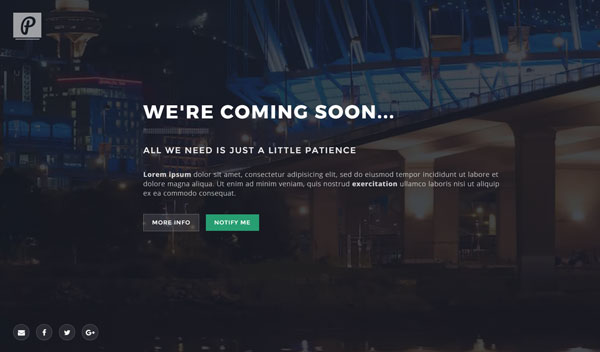 P
WE'RE COMING SOON...
ALL WE NEED IS JUST A LITTLE PATIENCE
Lorem ipsum dolor sit amet, consectetur adipisicing elit, sed do eiusmod tempor incididunt ut labore et
dolore magna aliqua. Ut enim ad minim veniam, quis nostrud exercitation ullamco laboris nisi ut aliquip
ex ea commodo consequat.
MORE INFO
NOTIFY ME
f
G+